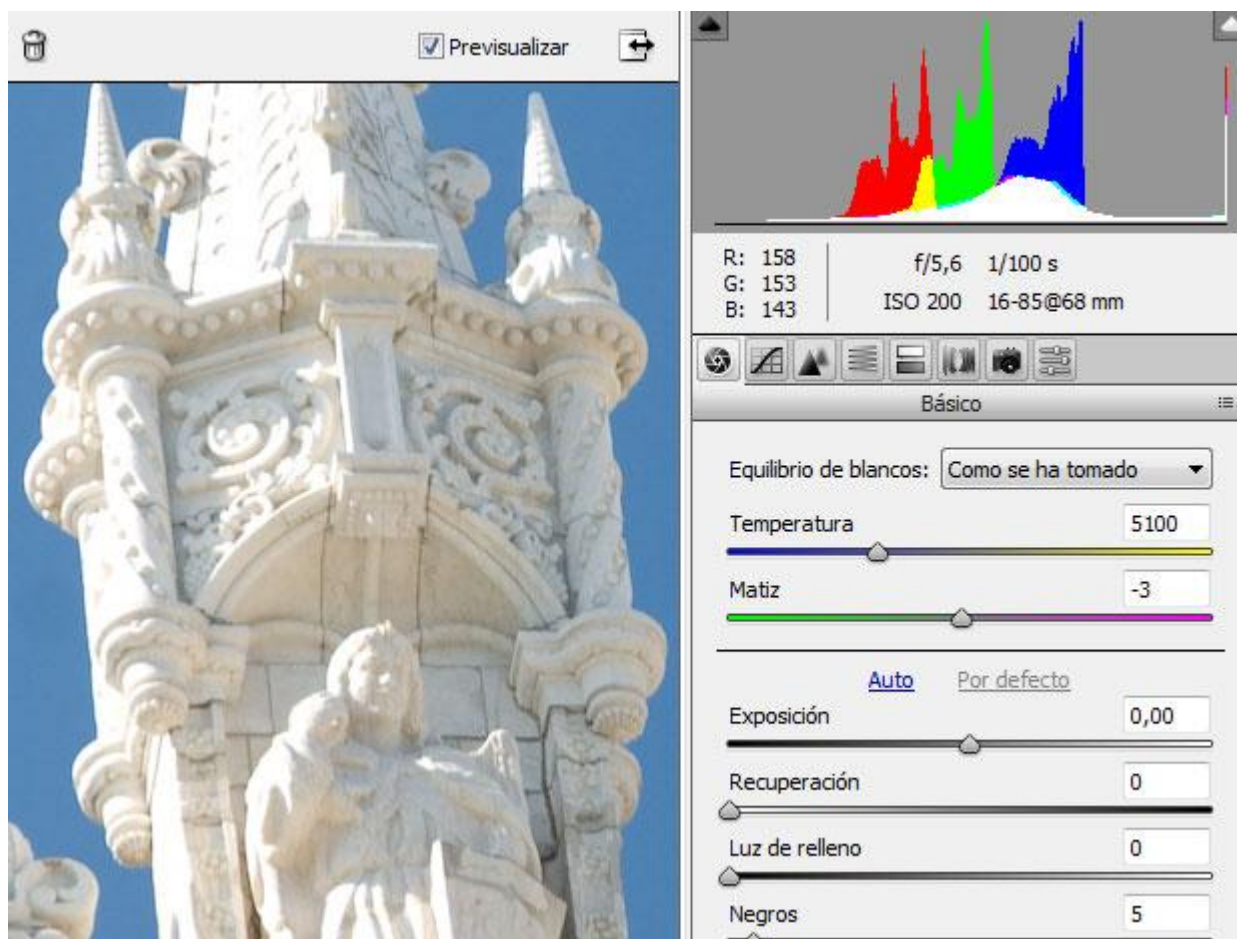 Previsualizar
R: 158
G: 153
B: 143
f/5,6 1/100 s
ISO 200 16-85@68 mm
Básico
Equilibrio de blancos: Como se ha tomado
Temperatura 5100
Matiz -3
Auto Por defecto
Exposición 0,00
Recuperación 0
Luz de relleno 0
Negros 5